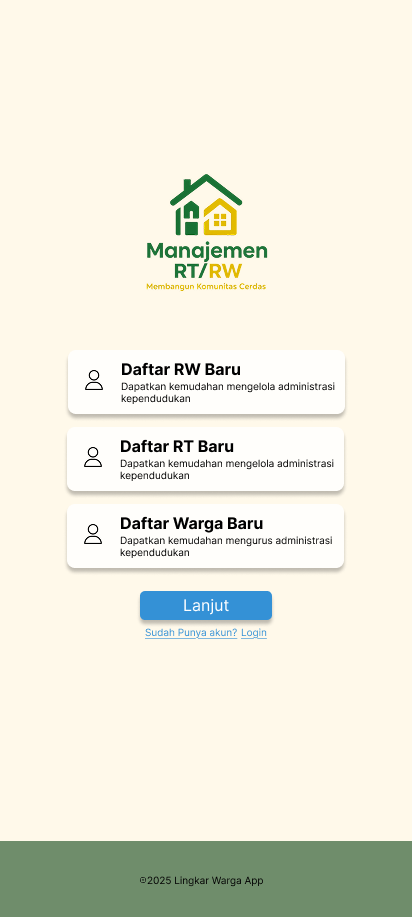 Manajemen
RT/RW
Membangun Komunitas Cerdas
Daftar RW Baru
Dapatkan kemudahan mengelola administrasi
kependudukan
Daftar RT Baru
Dapatkan kemudahan mengelola administrasi
kependudukan
Daftar Warga Baru
Dapatkan kemudahan mengurus administrasi
kependudukan
Lanjut
Sudah Punya akun? Login
©2025 Lingkar Warga App